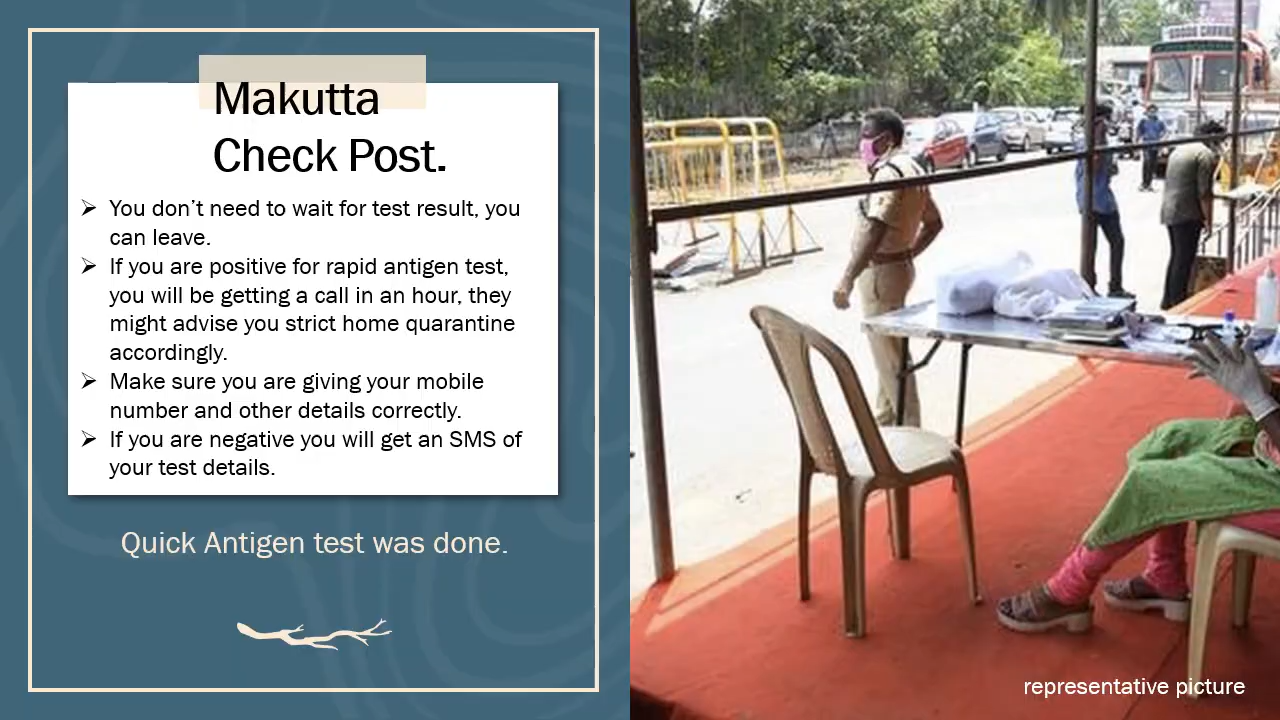 Makutta
Check Post.
➢ You don’t need to wait for test result, you
can leave.
➢ If you are positive for rapid antigen test,
you will be getting a call in an hour, they
might advise you strict home quarantine
accordingly.
➢ Make sure you are giving your mobile
number and other details correctly.
➢ If you are negative you will get an SMS of
your test details.
Quick Antigen test was done.
representative picture